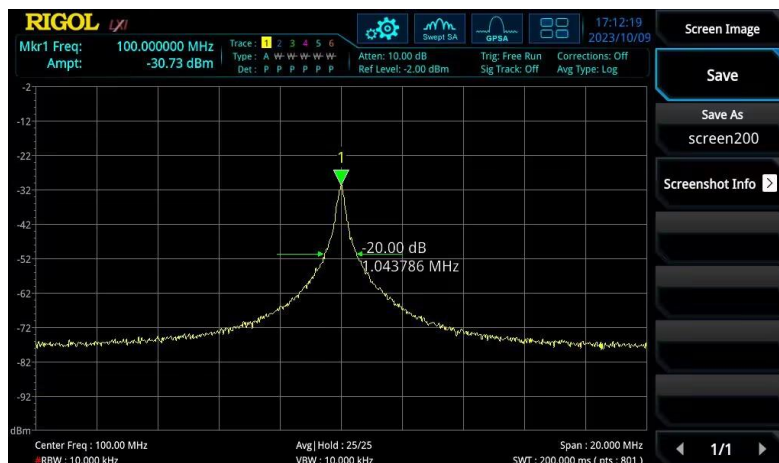 RIGOL LXI
17:12:19
2023/10/09
Swept SA
GPSA
Mkr1 Freq: 100.000000 MHz
Ampt: -30.73 dBm
Trace: 1 2 3 4 5 6
Type: A W W W W W
Det: P P P P P P
Atten: 10.00 dB
Ref Level: -2.00 dBm
Trig: Free Run
Sig Track: Off
Corrections: Off
Avg Type: Log
-2
-12
-22
-32
-42
-52
-62
-72
-82
-92
dBm
1
-20.00 dB
1.043786 MHz
Center Freq : 100.00 MHz
Avg|Hold : 25/25
Span : 20.000 MHz
#RBW : 10.000 kHz
VBW : 10.000 kHz
SWT : 200.000 ms ( pts : 801 )
Screen Image
Save
Save As
screen200
Screenshot Info >
1/1